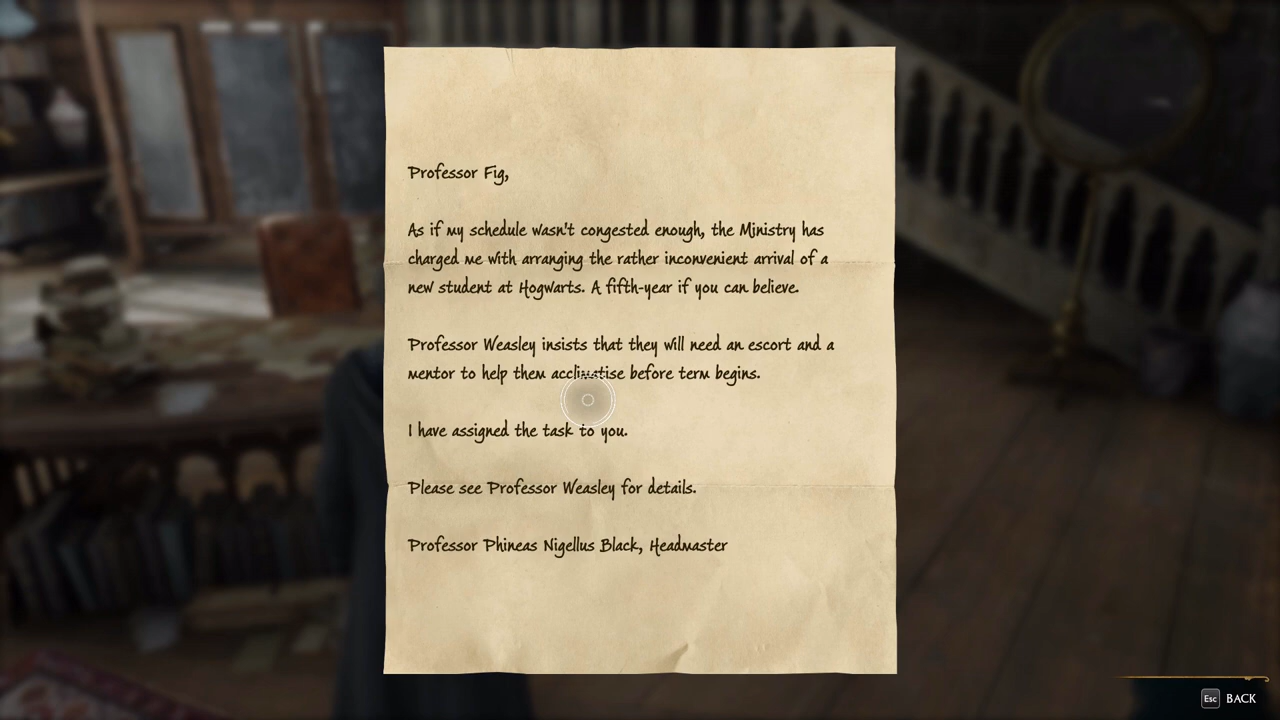 Professor Fig,
As if my schedule wasn't congested enough, the Ministry has
charged me with arranging the rather inconvenient arrival of a
new student at Hogwarts. A fifth-year if you can believe.
Professor Weasley insists that they will need an escort and a
mentor to help them acclimatise before term begins.
I have assigned the task to you.
Please see Professor Weasley for details.
Professor Phineas Nigellus Black, Headmaster
Esc BACK